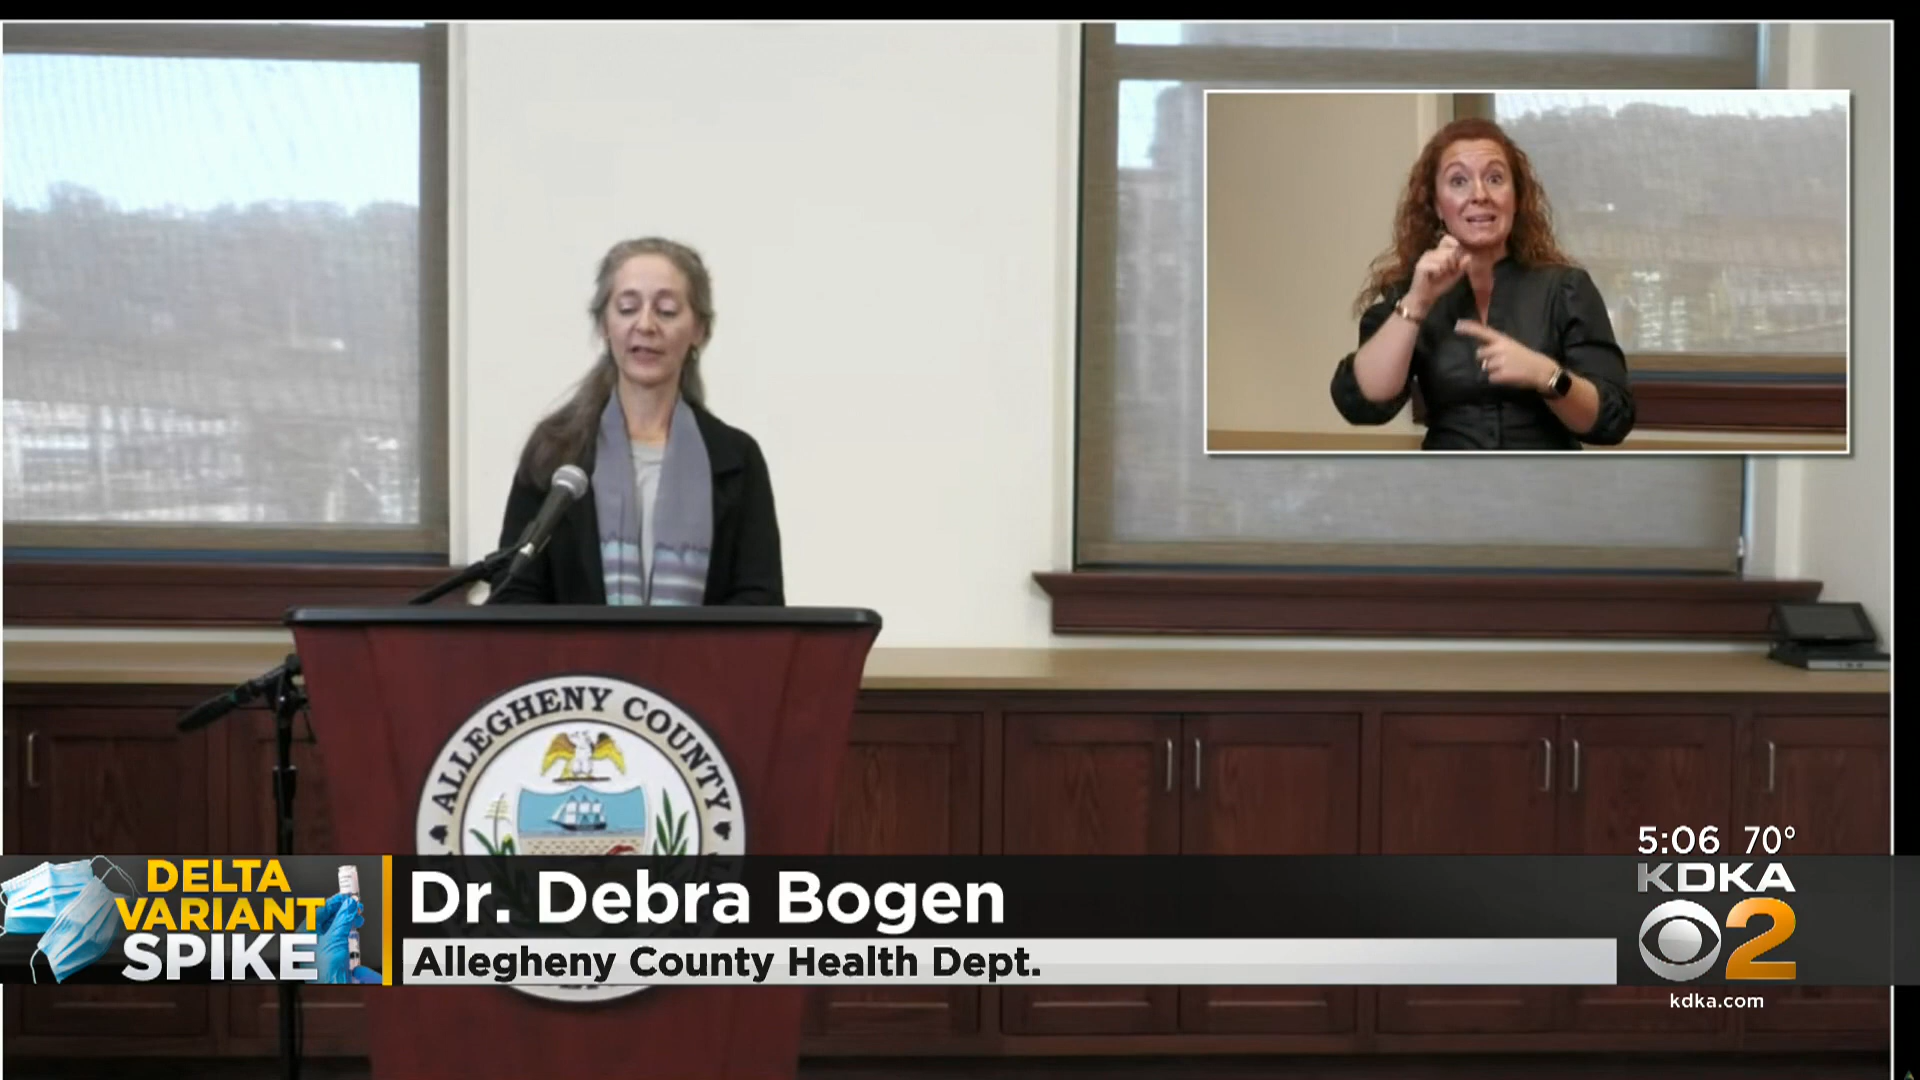 ALLEGHENY COUNTY
5:06 70°
KDKA
2
kdka.com
DELTA
VARIANT
SPIKE
Dr. Debra Bogen
Allegheny County Health Dept.